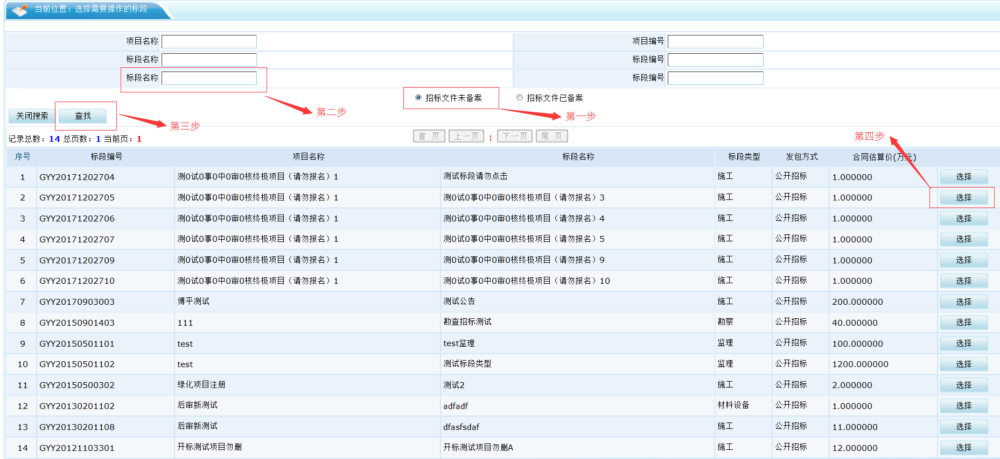 当前位置：选择需要操作的标段
项目名称 项目编号
标段名称 标段编号
标段名称 标段编号
招标文件未备案 招标文件已备案
第二步 第一步
关闭搜索 查找
第三步
记录总数：14 总页数：1 当前页：1 首 页 上一页 ¦ 下一页 尾 页
第四步
序号 标段编号 项目名称 标段名称 标段类型 发包方式 合同估算价(万元)
1 GYY20171202704 测0试0事0中0审0核终极项目（请勿报名）1 测试标段请勿点击 施工 公开招标 1.000000 选择
2 GYY20171202705 测0试0事0中0审0核终极项目（请勿报名）1 测0试0事0中0审0核终极项目（请勿报名）3 施工 公开招标 1.000000 选择
3 GYY20171202706 测0试0事0中0审0核终极项目（请勿报名）1 测0试0事0中0审0核终极项目（请勿报名）4 施工 公开招标 1.000000 选择
4 GYY20171202707 测0试0事0中0审0核终极项目（请勿报名）1 测0试0事0中0审0核终极项目（请勿报名）5 施工 公开招标 1.000000 选择
5 GYY20171202709 测0试0事0中0审0核终极项目（请勿报名）1 测0试0事0中0审0核终极项目（请勿报名）9 施工 公开招标 1.000000 选择
6 GYY20171202710 测0试0事0中0审0核终极项目（请勿报名）1 测0试0事0中0审0核终极项目（请勿报名）10 施工 公开招标 1.000000 选择
7 GYY20170903003 傅平测试 测试公告 施工 公开招标 200.000000 选择
8 GYY20150901403 111 勘查招标测试 勘察 公开招标 40.000000 选择
9 GYY20150501101 test test监理 监理 公开招标 100.000000 选择
10 GYY20150501102 test 测试标段类型 监理 公开招标 1200.000000 选择
11 GYY20150500302 绿化项目注册 测试2 施工 公开招标 2.000000 选择
12 GYY20130201102 后审新测试 adfadf 材料设备 公开招标 1.000000 选择
13 GYY20130201108 后审新测试 dfasfsdaf 施工 公开招标 11.000000 选择
14 GYY20121103301 开标测试项目勿删 开标测试项目勿删A 施工 公开招标 12.000000 选择